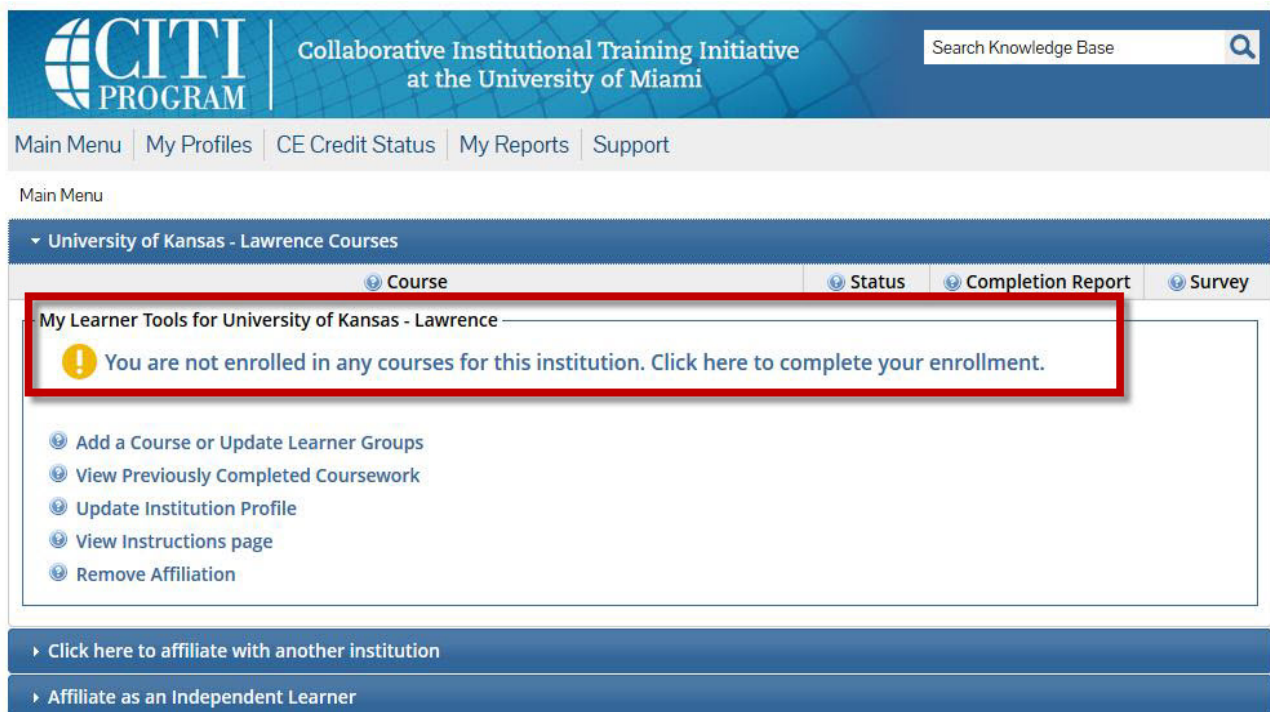 CITI
PROGRAM
Collaborative Institutional Training Initiative
at the University of Miami
Search Knowledge Base
Main Menu My Profiles CE Credit Status My Reports Support
Main Menu
University of Kansas - Lawrence Courses
Course Status Completion Report Survey
My Learner Tools for University of Kansas - Lawrence
You are not enrolled in any courses for this institution. Click here to complete your enrollment.
Add a Course or Update Learner Groups
View Previously Completed Coursework
Update Institution Profile
View Instructions page
Remove Affiliation
Click here to affiliate with another institution
Affiliate as an Independent Learner